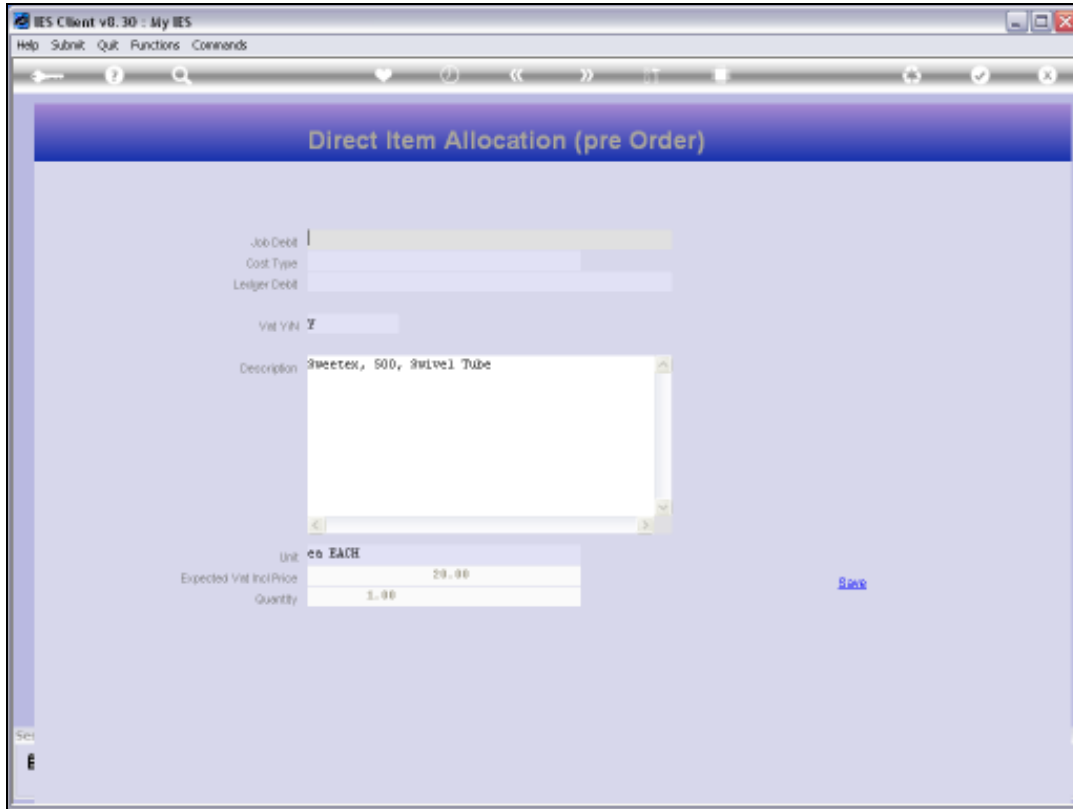 IES Client v8.30 : My IES
Help Submit Quit Functions Commands
Direct Item Allocation (pre Order)
Job Debit
Cost Type
Ledger Debit
Vat Y/N Y
Description Sweetex, 500, Swivel Tube
Unit ea EACH
Expected Vat Incl Price 20.00
Quantity 1.00
Save